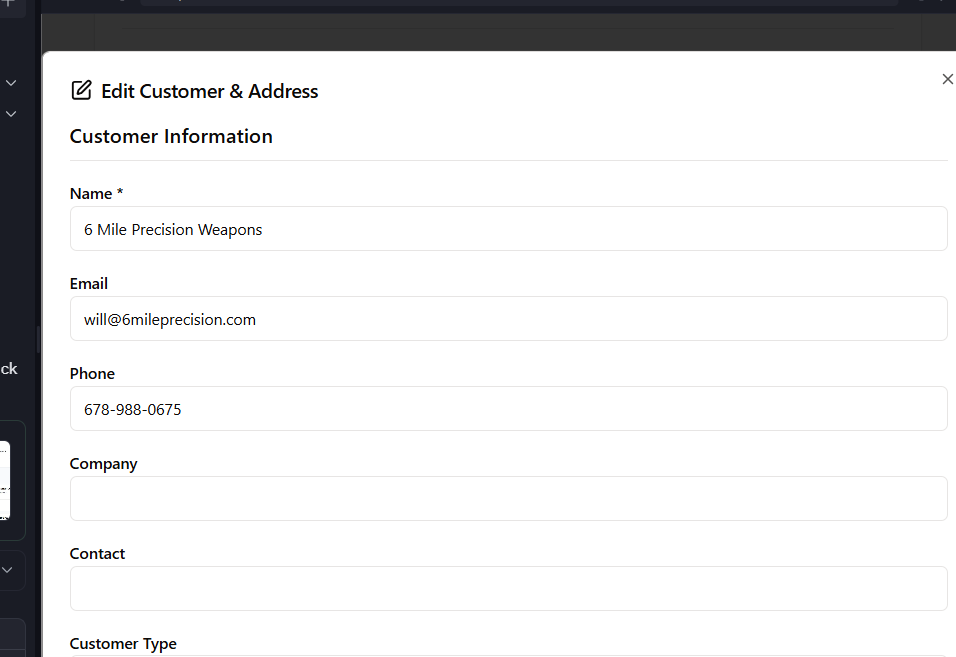 Edit Customer & Address
Customer Information
Name *
6 Mile Precision Weapons
Email
will@6mileprecision.com
Phone
678-988-0675
Company
Contact
ck
Customer Type